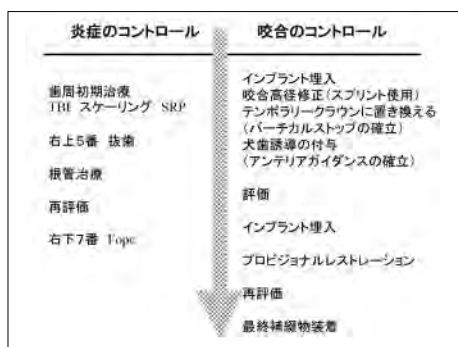 炎症のコントロール
歯周初期治療
TBI スケーリング SRP
右上5番 抜歯
根管治療
再評価
右下7番 Fope
咬合のコントロール
インプラント埋入
咬合高径修正(スプリント使用)
テンポラリークラウンに置き換える
(バーチカルストップの確立)
犬歯誘導の付与
(アンテリアガイダンスの確立)
評価
インプラント埋入
プロビジョナルレストレーション
再評価
最終補綴物装着